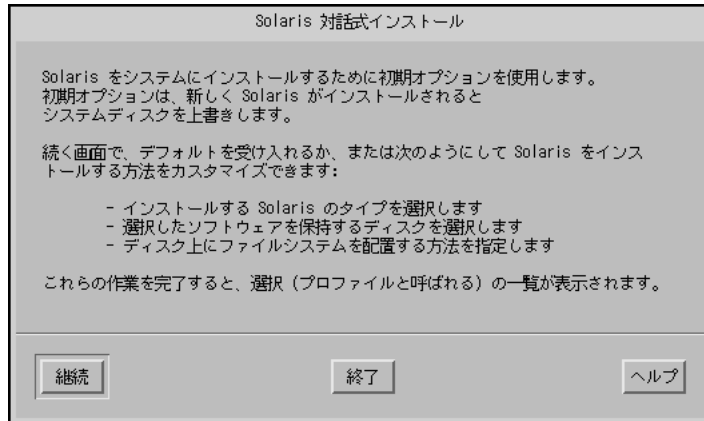 Solaris 対話式インストール
Solaris をシステムにインストールするために初期オプションを使用します。
初期オプションは、新しく Solaris がインストールされると
システムディスクを上書きします。
続く画面で、デフォルトを受け入れるか、または次のようにして Solaris をインス
トールする方法をカスタマイズできます:
- インストールする Solaris のタイプを選択します
- 選択したソフトウェアを保持するディスクを選択します
- ディスク上にファイルシステムを配置する方法を指定します
これらの作業を完了すると、選択（プロファイルと呼ばれる）の一覧が表示されます。
継続
終了
ヘルプ